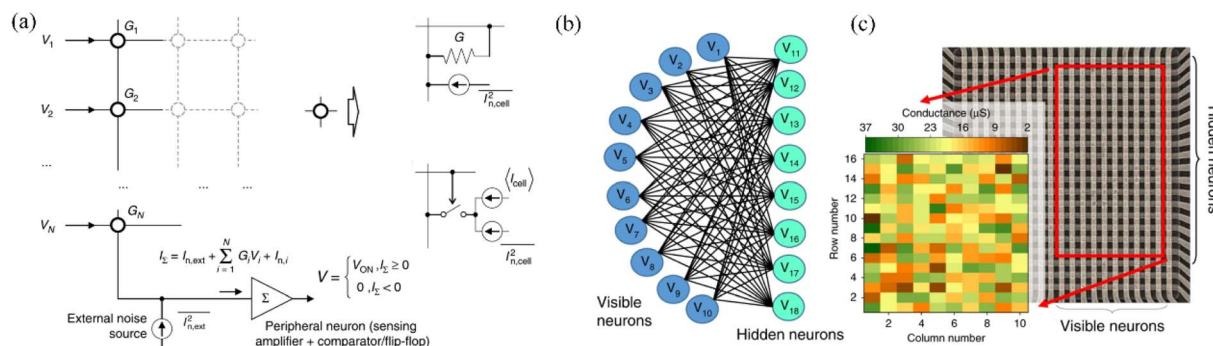 (a)
V1
G1
V2
G2
...
...
...
...
VN
GN
IΣ = In,ext + Σ GiVi + In,i
N
i = 1
Σ
V = { VON ,IΣ ≥ 0
0 ,IΣ < 0
External noise
source
I²n,ext
Peripheral neuron (sensing
amplifier + comparator/flip-flop)
G
I²n,cell
⟨Icell⟩
I²n,cell
(b)
V1
V2
V3
V4
V5
V6
V7
V8
V9
V10
V11
V12
V13
V14
V15
V16
V17
V18
Visible
neurons
Hidden neurons
(c)
Conductance (µS)
37 30 23 16 9 2
Row number
16
14
12
10
8
6
4
2
2 4 6 8 10
Column number
Visible neurons
Hidden neurons